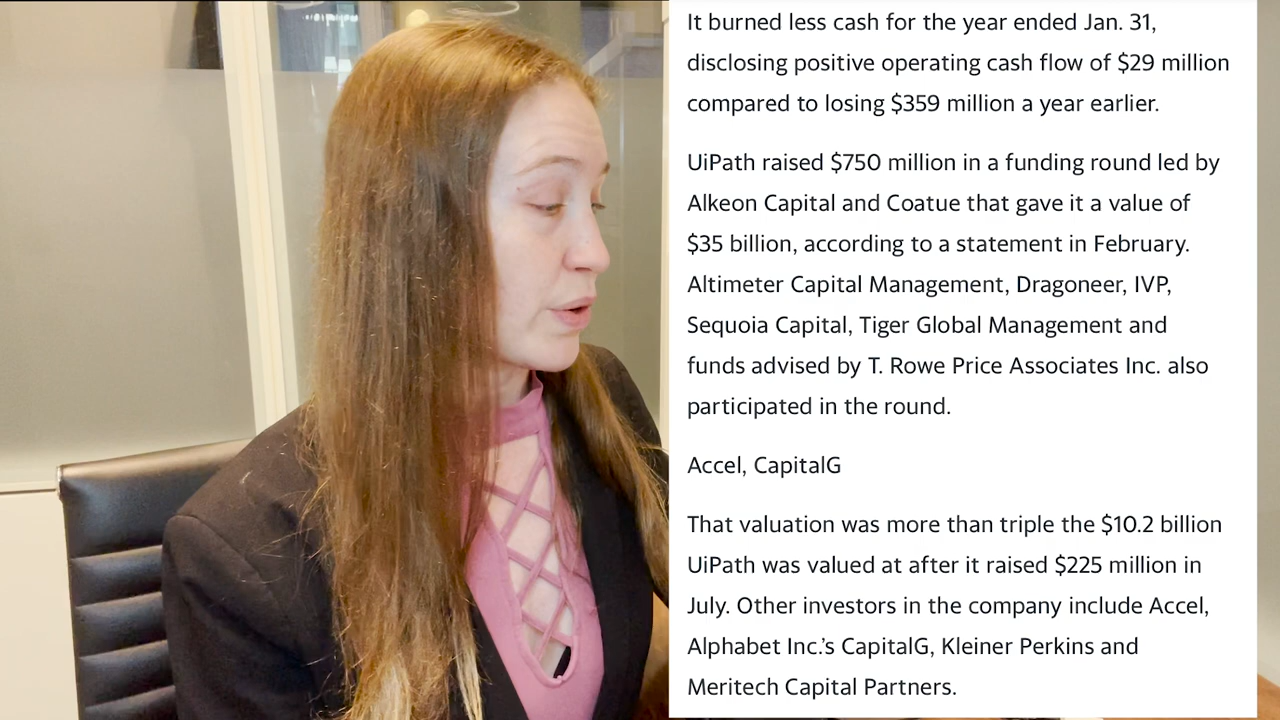 It burned less cash for the year ended Jan. 31,
disclosing positive operating cash flow of $29 million
compared to losing $359 million a year earlier.
UiPath raised $750 million in a funding round led by
Alkeon Capital and Coatue that gave it a value of
$35 billion, according to a statement in February.
Altimeter Capital Management, Dragoneer, IVP,
Sequoia Capital, Tiger Global Management and
funds advised by T. Rowe Price Associates Inc. also
participated in the round.
Accel, CapitalG
That valuation was more than triple the $10.2 billion
UiPath was valued at after it raised $225 million in
July. Other investors in the company include Accel,
Alphabet Inc.’s CapitalG, Kleiner Perkins and
Meritech Capital Partners.